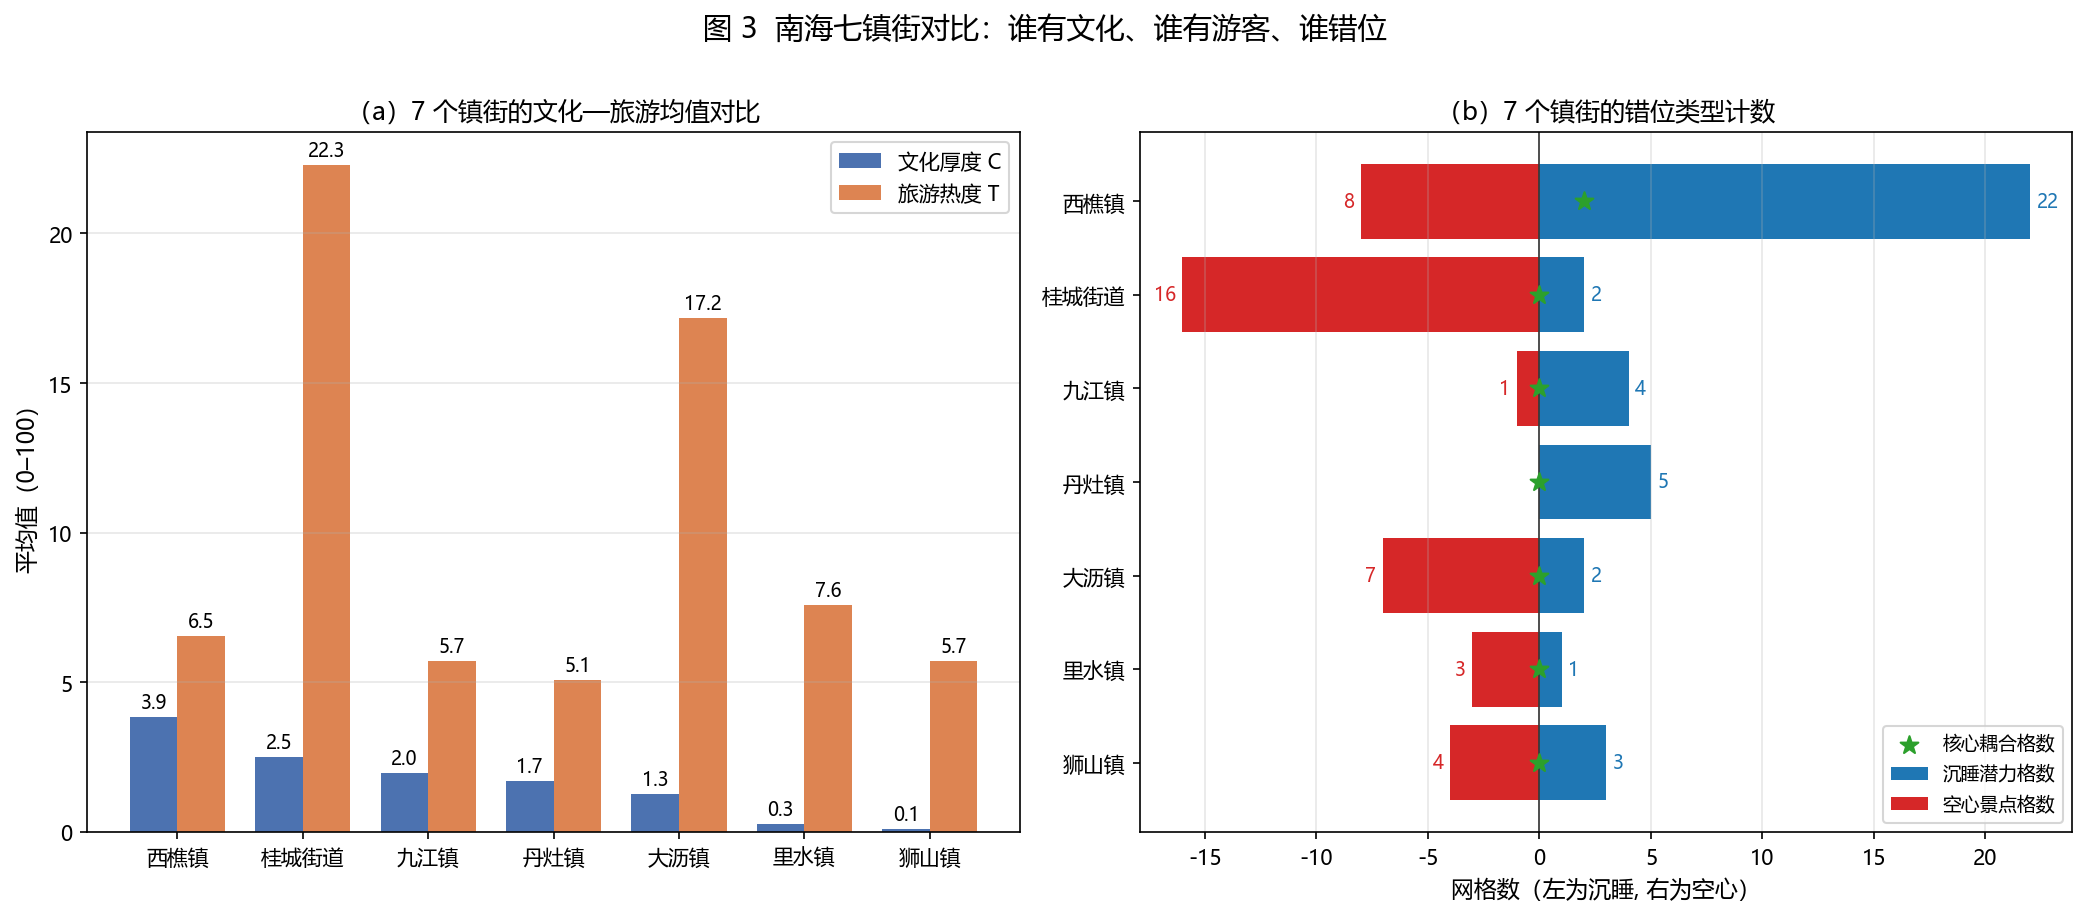 图 3 南海七镇街对比：谁有文化、谁有游客、谁错位
（a）7 个镇街的文化—旅游均值对比
文化厚度 C
旅游热度 T
平均值（0–100）
20
15
10
5
0
3.9
6.5
2.5
22.3
2.0
5.7
1.7
5.1
1.3
17.2
0.3
7.6
0.1
5.7
西樵镇
桂城街道
九江镇
丹灶镇
大沥镇
里水镇
狮山镇
（b）7 个镇街的错位类型计数
西樵镇
8
22
桂城街道
16
2
九江镇
1
4
丹灶镇
5
大沥镇
7
2
里水镇
3
1
狮山镇
4
3
核心耦合格数
沉睡潜力格数
空心景点格数
-15
-10
-5
0
5
10
15
20
网格数（左为沉睡, 右为空心）